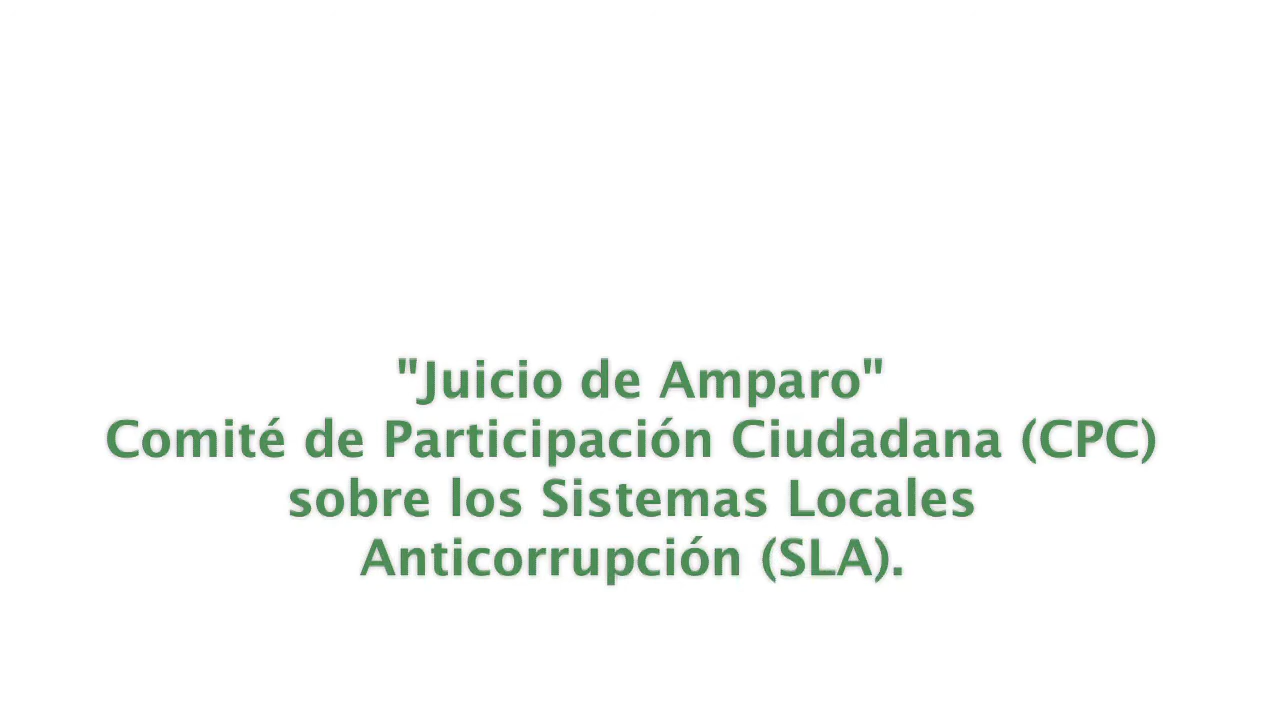 "Juicio de Amparo"
Comité de Participación Ciudadana (CPC)
sobre los Sistemas Locales
Anticorrupción (SLA).